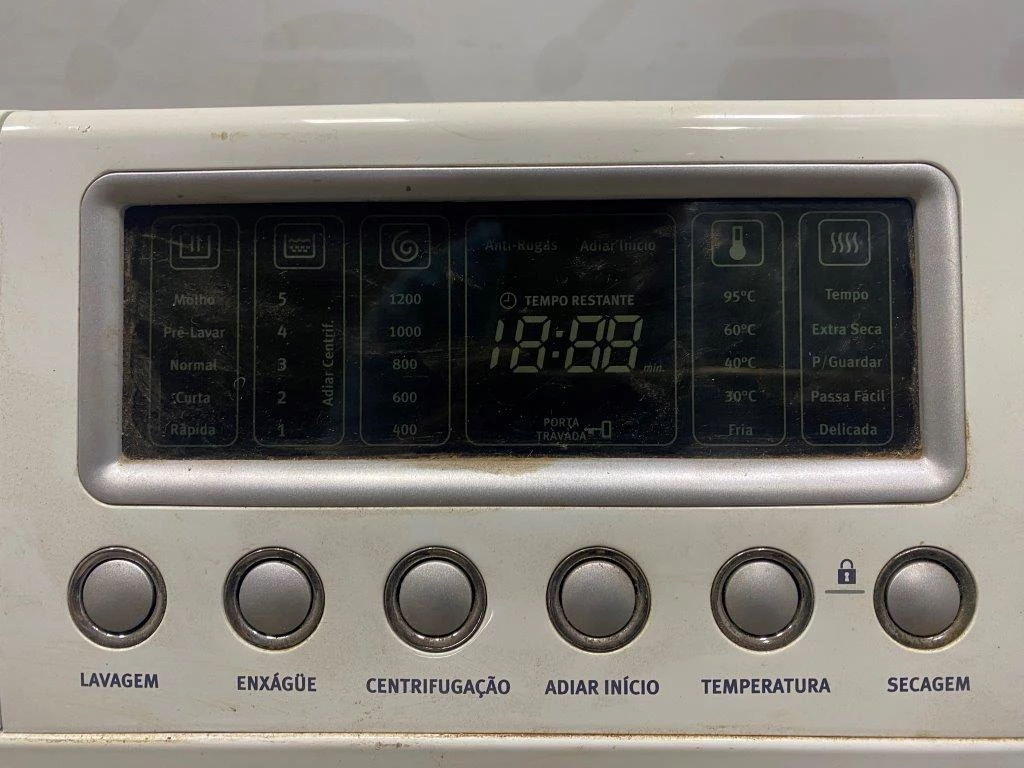 Molho
Pré-Lavar
Normal
Curta
Rápida
5
4
3
2
1
Adiar Centrif.
1200
1000
800
600
400
Anti-Rugas Adiar Início
TEMPO RESTANTE
18:88
min.
PORTA
TRAVADA
95°C
60°C
40°C
30°C
Fria
Tempo
Extra Seca
P/Guardar
Passa Fácil
Delicada
LAVAGEM
ENXÁGÜE
CENTRIFUGAÇÃO
ADIAR INÍCIO
TEMPERATURA
SECAGEM